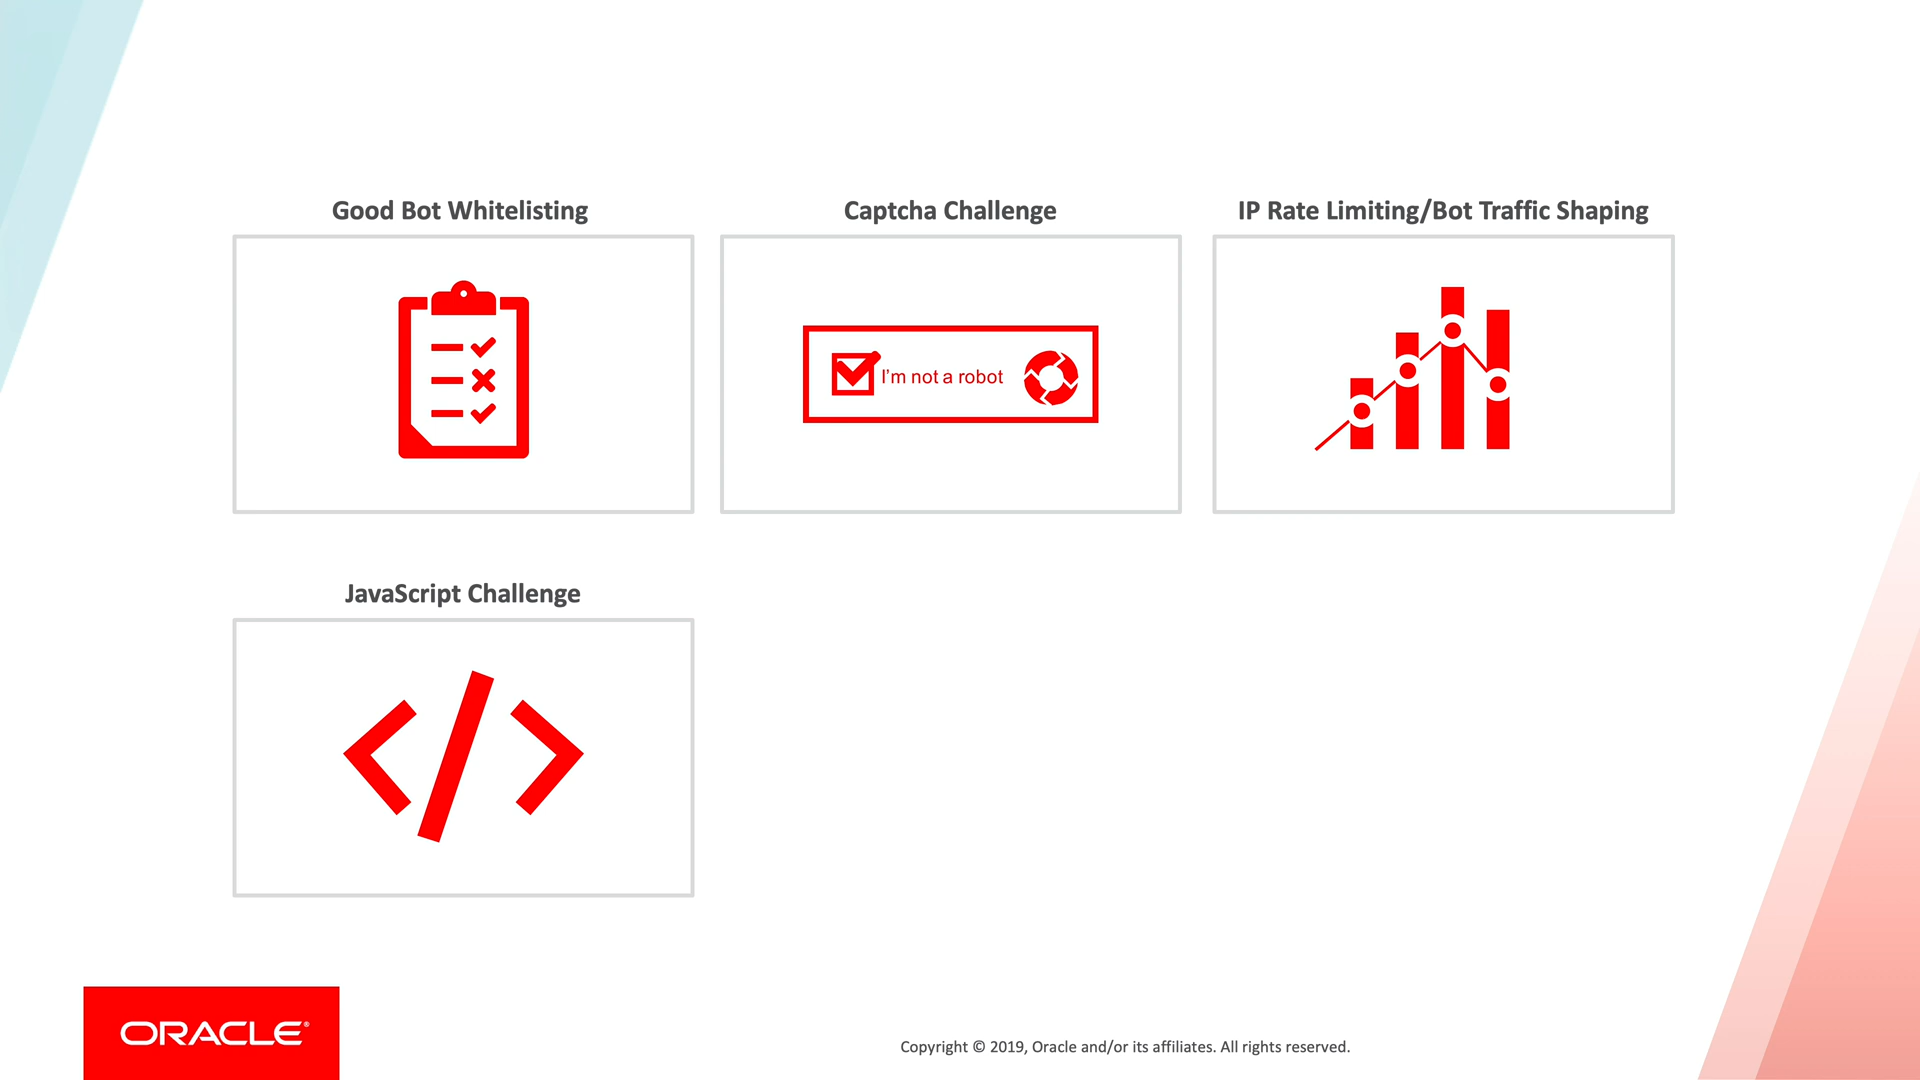 Good Bot Whitelisting
Captcha Challenge
IP Rate Limiting/Bot Traffic Shaping
I'm not a robot
JavaScript Challenge
ORACLE®
Copyright © 2019, Oracle and/or its affiliates. All rights reserved.